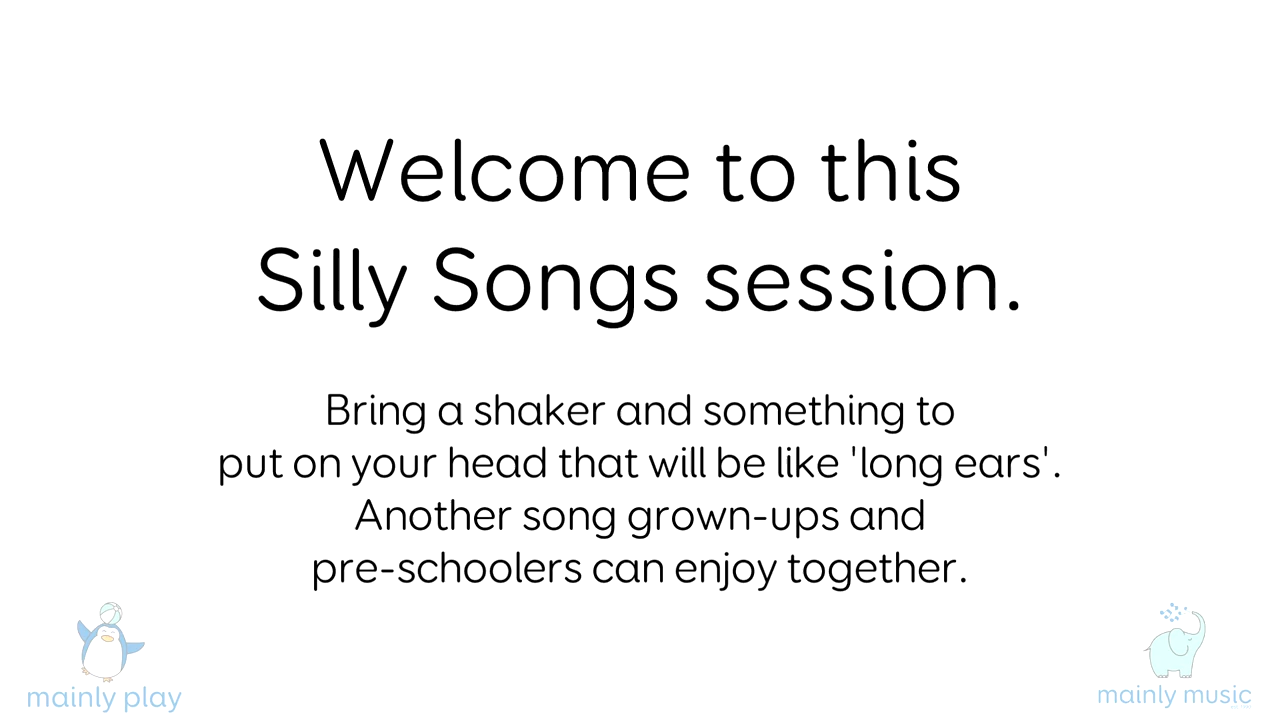 Welcome to this
Silly Songs session.
Bring a shaker and something to
put on your head that will be like 'long ears'.
Another song grown-ups and
pre-schoolers can enjoy together.
mainly play
mainly music